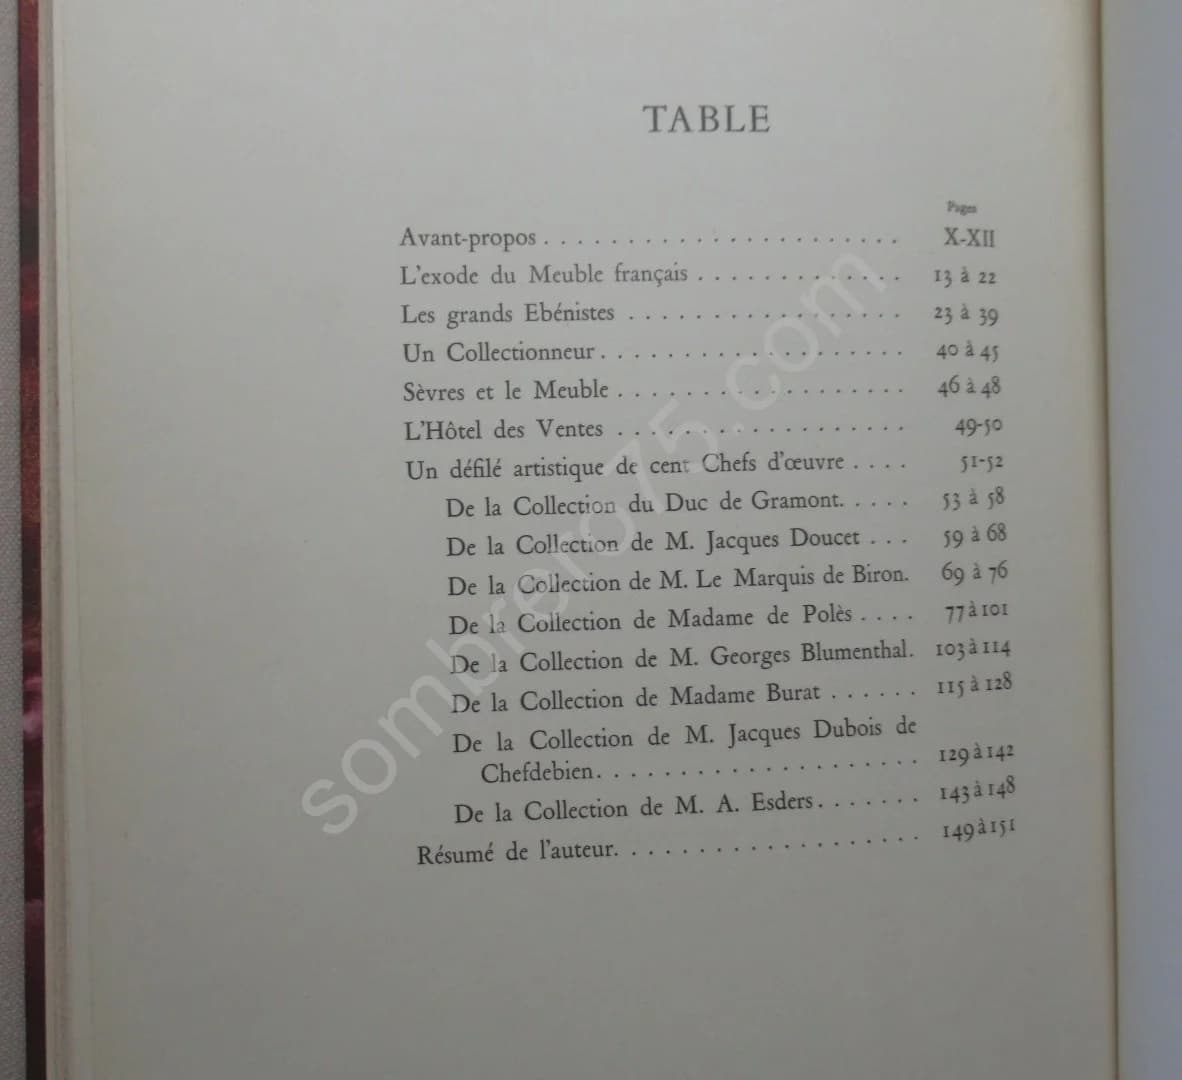 TABLE
Pages
Avant-propos . . . . . . . . . . . . . . . . . . . . . . X-XII
L'exode du Meuble français . . . . . . . . . . . . . 13 à 22
Les grands Ebénistes . . . . . . . . . . . . . . . . . 23 à 39
Un Collectionneur . . . . . . . . . . . . . . . . . . . 40 à 45
Sèvres et le Meuble . . . . . . . . . . . . . . . . . . 46 à 48
L'Hôtel des Ventes . . . . . . . . . . . . . . . . . . 49-50
Un défilé artistique de cent Chefs d'œuvre . . . . 51-52
De la Collection du Duc de Gramont. . . . . 53 à 58
De la Collection de M. Jacques Doucet . . . 59 à 68
De la Collection de M. Le Marquis de Biron. 69 à 76
De la Collection de Madame de Polès . . . . 77 à 101
De la Collection de M. Georges Blumenthal. 103 à 114
De la Collection de Madame Burat . . . . . . 115 à 128
De la Collection de M. Jacques Dubois de
Chefdebien. . . . . . . . . . . . . . . . . . . . 129 à 142
De la Collection de M. A. Esders. . . . . . . 143 à 148
Résumé de l'auteur. . . . . . . . . . . . . . . . . . . 149 à 151
sombrero75.com